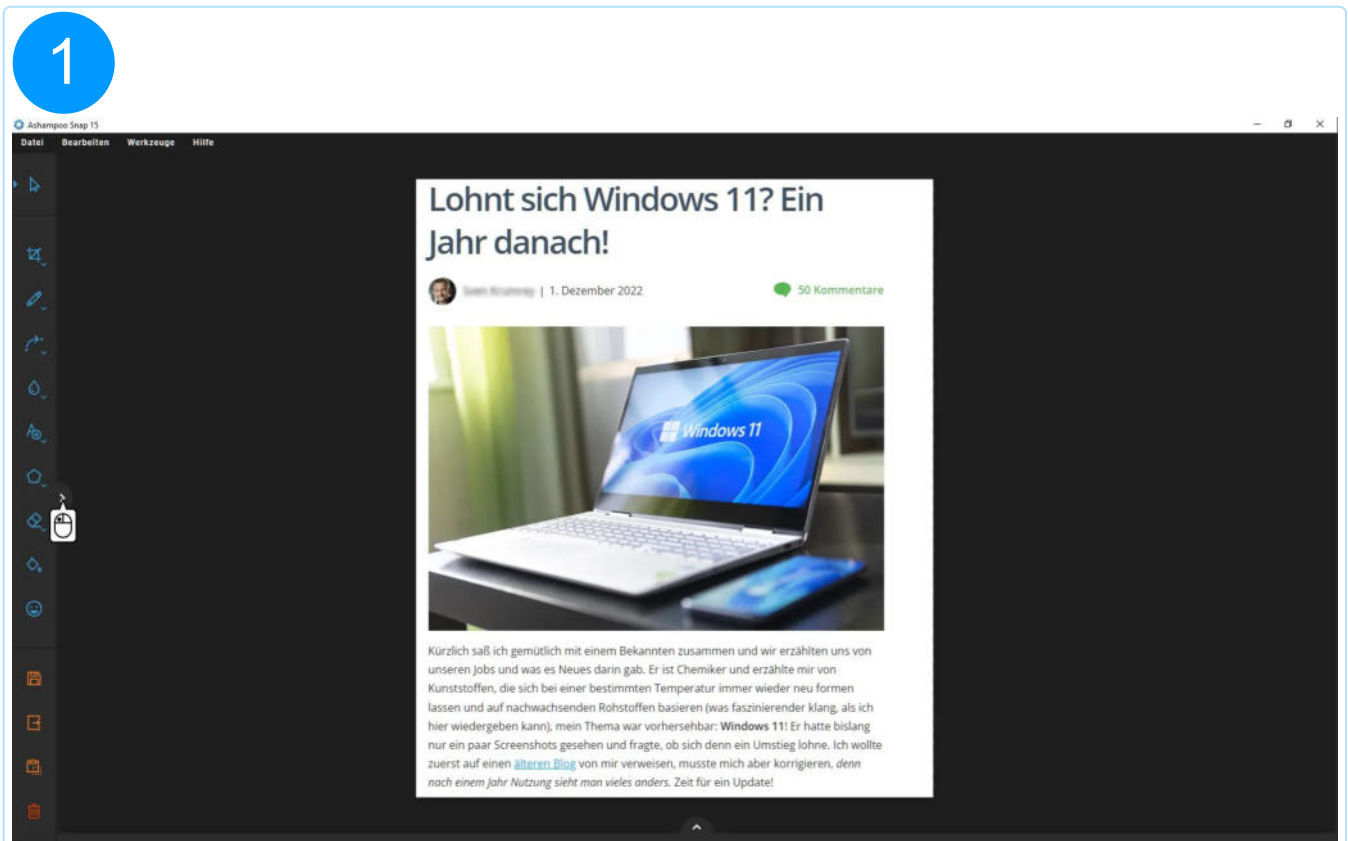 1
Ashampoo Snap 15
Datei Bearbeiten Werkzeuge Hilfe
Lohnt sich Windows 11? Ein
Jahr danach!
| 1. Dezember 2022
50 Kommentare
Windows 11
Kürzlich saß ich gemütlich mit einem Bekannten zusammen und wir erzählten uns von
unseren Jobs und was es Neues darin gab. Er ist Chemiker und erzählte mir von
Kunststoffen, die sich bei einer bestimmten Temperatur immer wieder neu formen
lassen und auf nachwachsenden Rohstoffen basieren (was faszinierender klang, als ich
hier wiedergeben kann), mein Thema war vorhersehbar: Windows 11! Er hatte bislang
nur ein paar Screenshots gesehen und fragte, ob sich denn ein Umstieg lohne. Ich wollte
zuerst auf einen älteren Blog von mir verweisen, musste mich aber korrigieren, denn
nach einem Jahr Nutzung sieht man vieles anders. Zeit für ein Update!